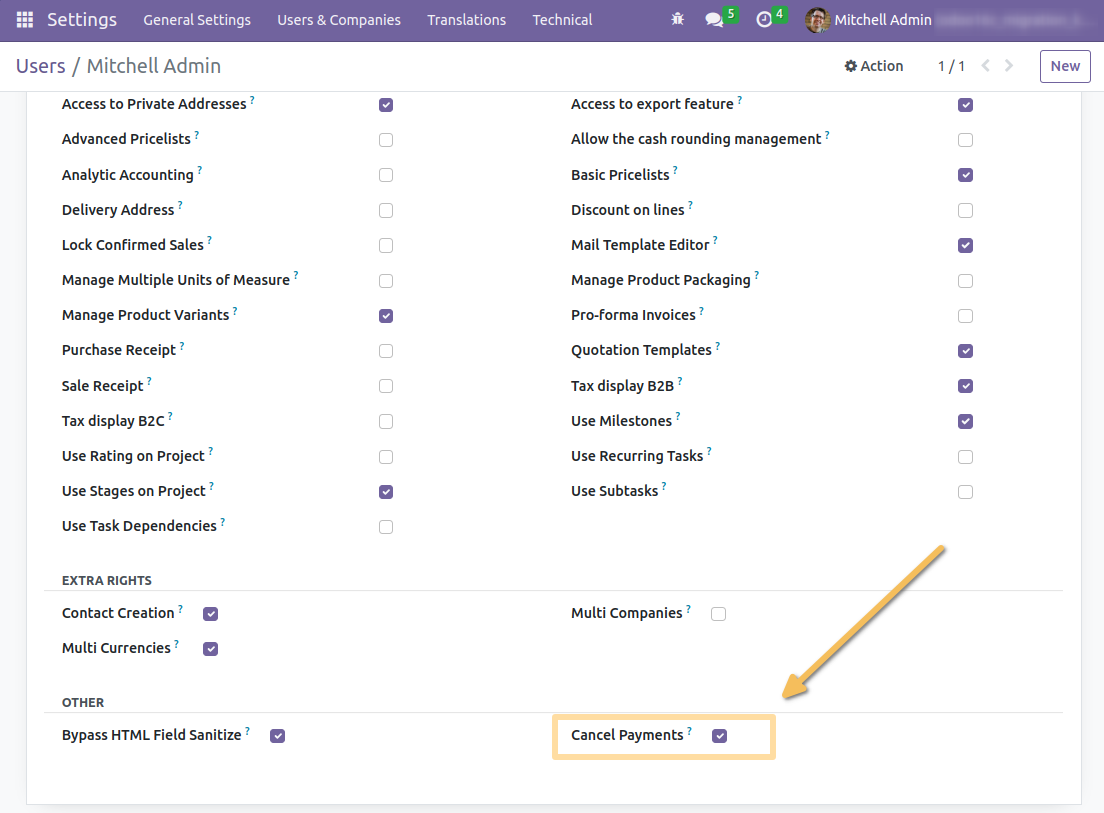 Settings General Settings Users & Companies Translations Technical 5 4 Mitchell Admin
Users / Mitchell Admin Action 1 / 1 New
Access to Private Addresses ? Access to export feature ?
Advanced Pricelists ? Allow the cash rounding management ?
Analytic Accounting ? Basic Pricelists ?
Delivery Address ? Discount on lines ?
Lock Confirmed Sales ? Mail Template Editor ?
Manage Multiple Units of Measure ? Manage Product Packaging ?
Manage Product Variants ? Pro-forma Invoices ?
Purchase Receipt ? Quotation Templates ?
Sale Receipt ? Tax display B2B ?
Tax display B2C ? Use Milestones ?
Use Rating on Project ? Use Recurring Tasks ?
Use Stages on Project ? Use Subtasks ?
Use Task Dependencies ?
EXTRA RIGHTS
Contact Creation ? Multi Companies ?
Multi Currencies ?
OTHER
Bypass HTML Field Sanitize ? Cancel Payments ?